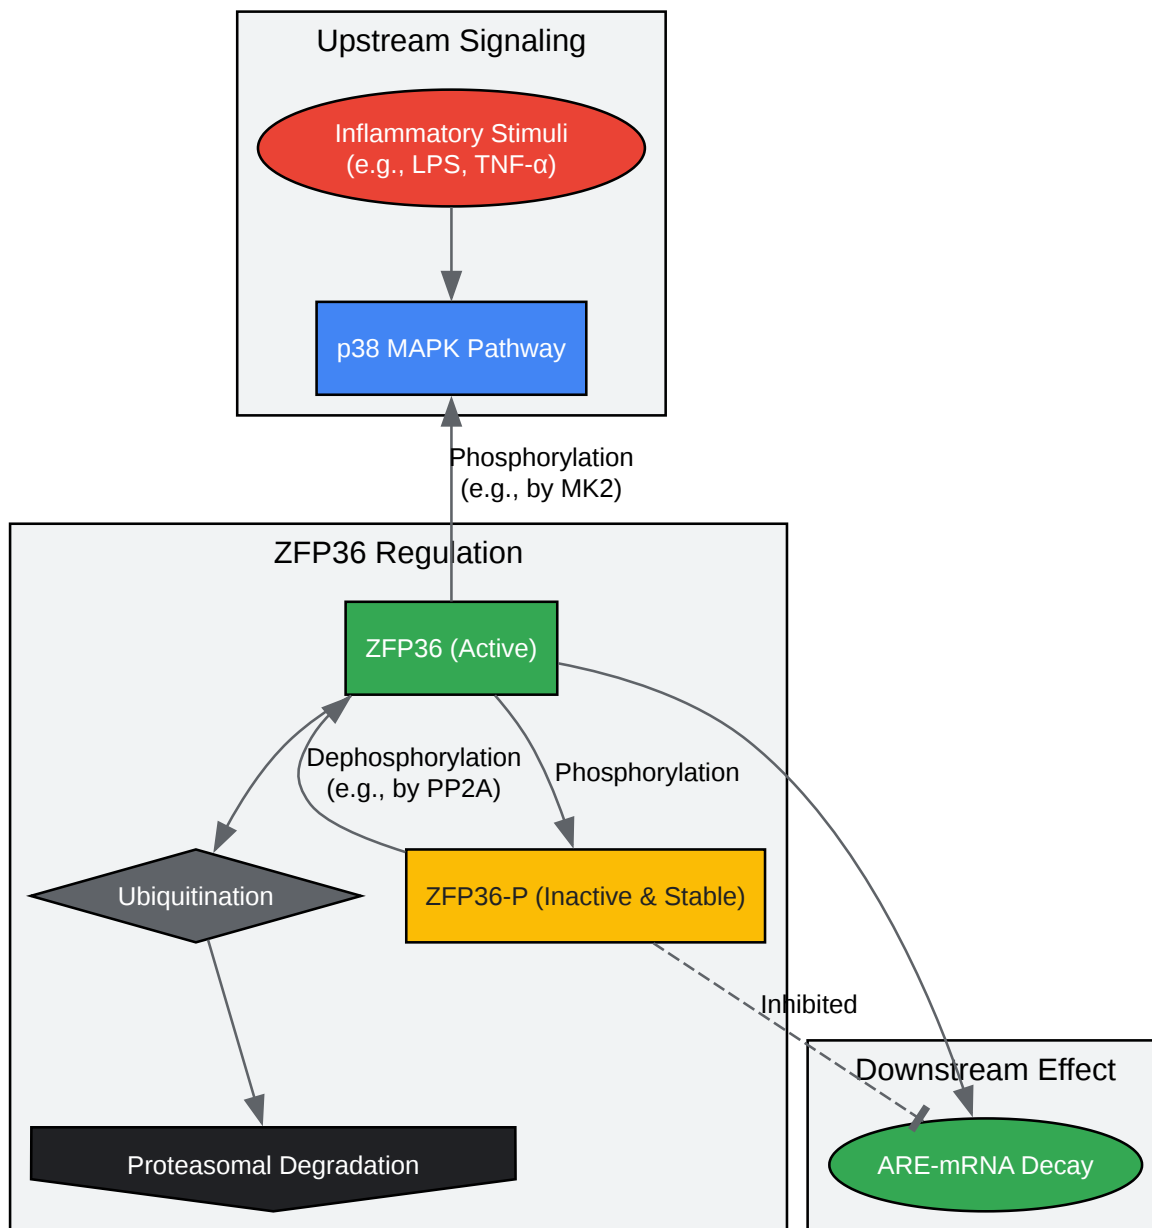 Upstream Signaling
Inflammatory Stimuli
(e.g., LPS, TNF-α)
p38 MAPK Pathway
Phosphorylation
(e.g., by MK2)
ZFP36 Regulation
ZFP36 (Active)
Dephosphorylation
(e.g., by PP2A)
Phosphorylation
Ubiquitination
ZFP36-P (Inactive & Stable)
Inhibited
Downstream Effect
Proteasomal Degradation
ARE-mRNA Decay